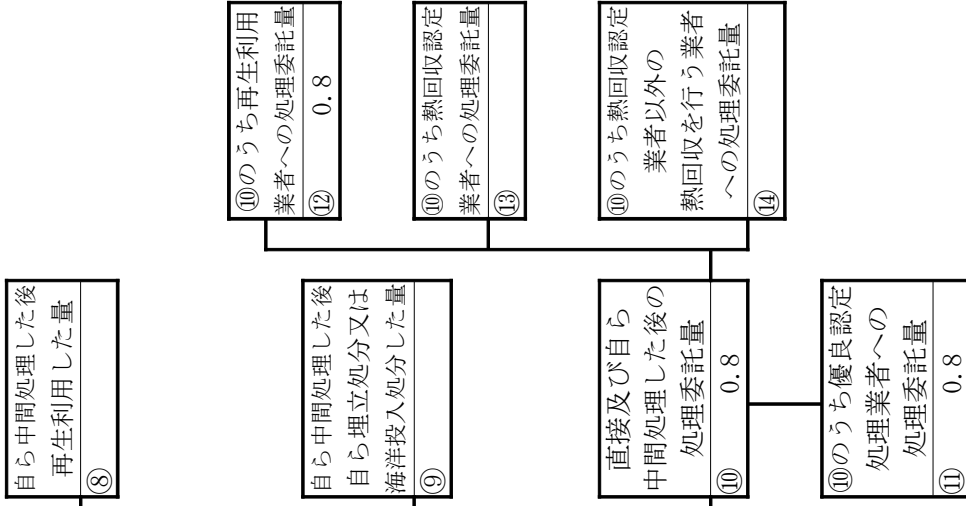 自ら中間処理した後
再生利用した量
⑧
自ら中間処理した後
自ら埋立処分又は
海洋投入処分した量
⑨
直接及び自ら
中間処理した後の
処理委託量
⑩ 0.8
⑩のうち優良認定
処理業者への
処理委託量
⑪ 0.8
⑩のうち再生利用
業者への処理委託量
⑫ 0.8
⑩のうち熱回収認定
業者への処理委託量
⑬
⑩のうち熱回収認定
業者以外の
熱回収を行う業者
への処理委託量
⑭